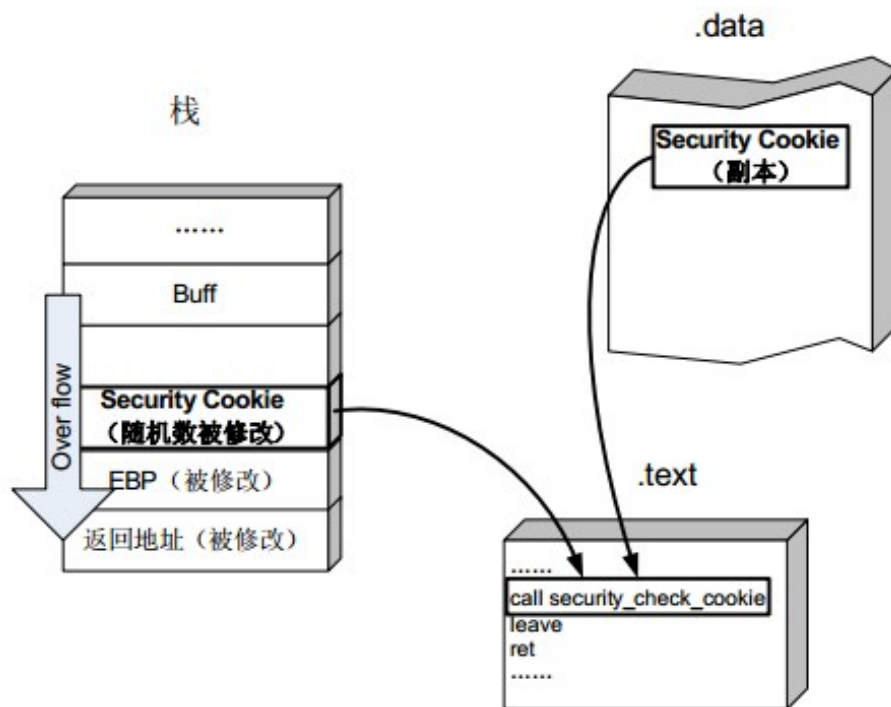 .data
Security Cookie
（副本）
栈
……
Buff
Security Cookie
（随机数被修改）
EBP（被修改）
返回地址（被修改）
Over flow
.text
……
call security_check_cookie
leave
ret
……